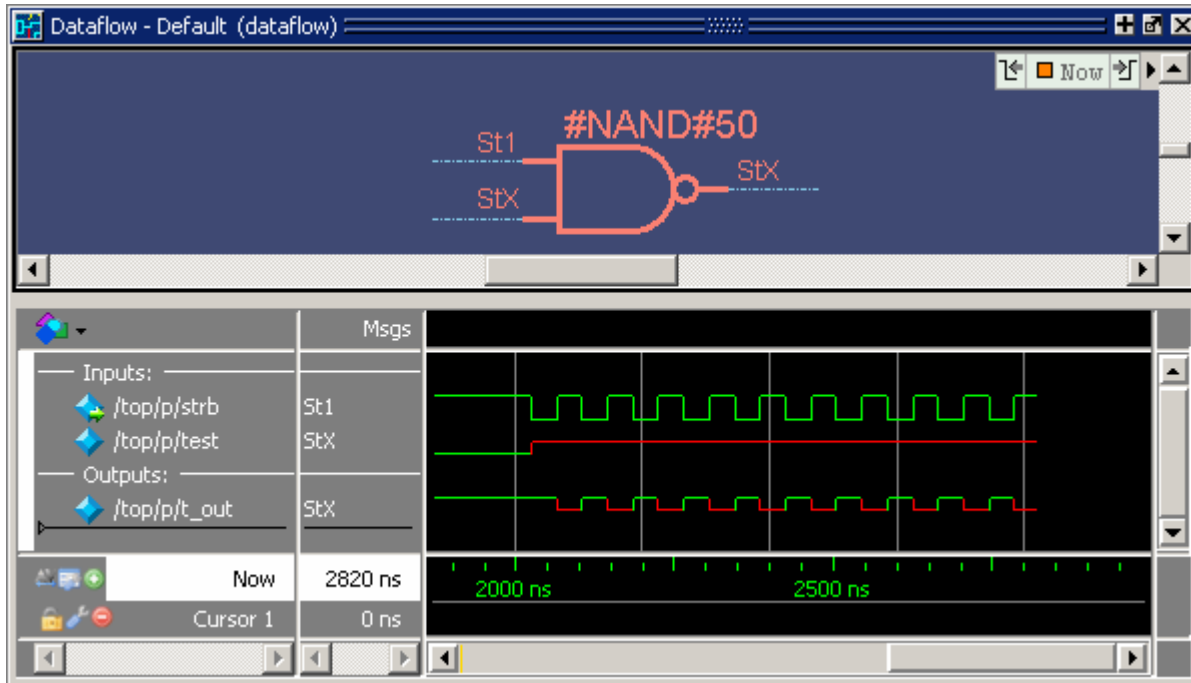 Dataflow - Default (dataflow)
Now
#NAND#50
St1
StX
StX
Msgs
Inputs:
/top/p/strb St1
/top/p/test StX
Outputs:
/top/p/t_out StX
Now 2820 ns
2000 ns 2500 ns
Cursor 1 0 ns